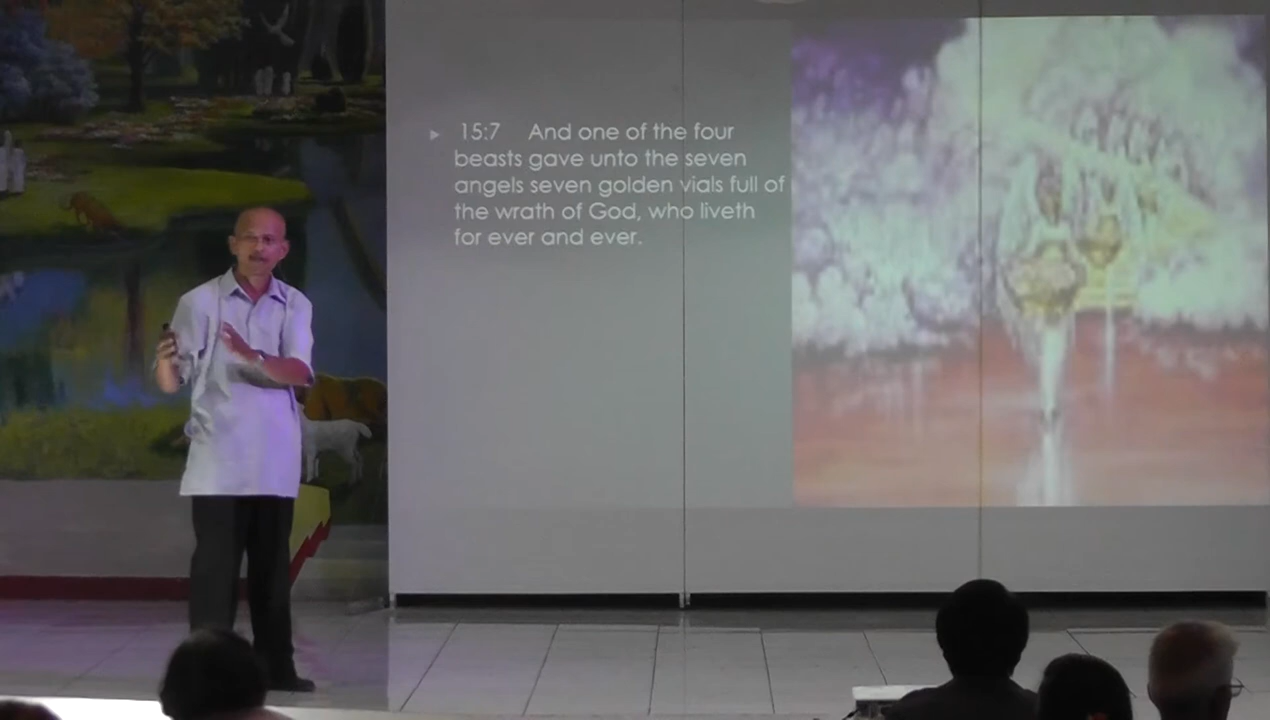 15:7 And one of the four
beasts gave unto the seven
angels seven golden vials full of
the wrath of God, who liveth
for ever and ever.